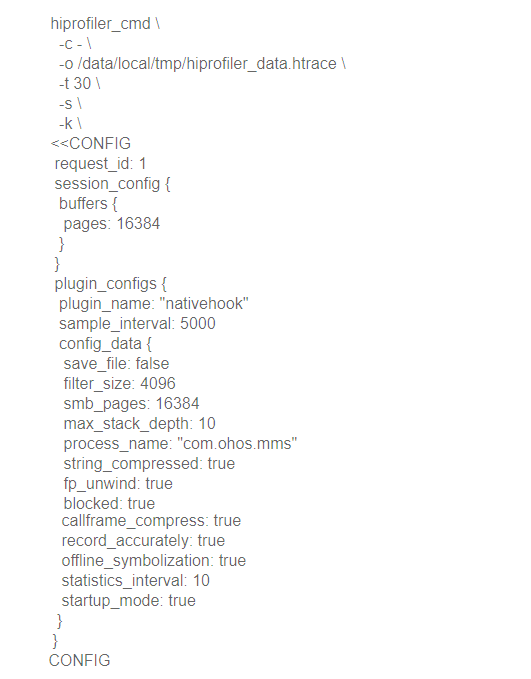 hiprofiler_cmd \
-c - \
-o /data/local/tmp/hiprofiler_data.htrace \
-t 30 \
-s \
-k \
<<CONFIG
request_id: 1
session_config {
buffers {
pages: 16384
}
}
plugin_configs {
plugin_name: "nativehook"
sample_interval: 5000
config_data {
save_file: false
filter_size: 4096
smb_pages: 16384
max_stack_depth: 10
process_name: "com.ohos.mms"
string_compressed: true
fp_unwind: true
blocked: true
callframe_compress: true
record_accurately: true
offline_symbolization: true
statistics_interval: 10
startup_mode: true
}
}
CONFIG